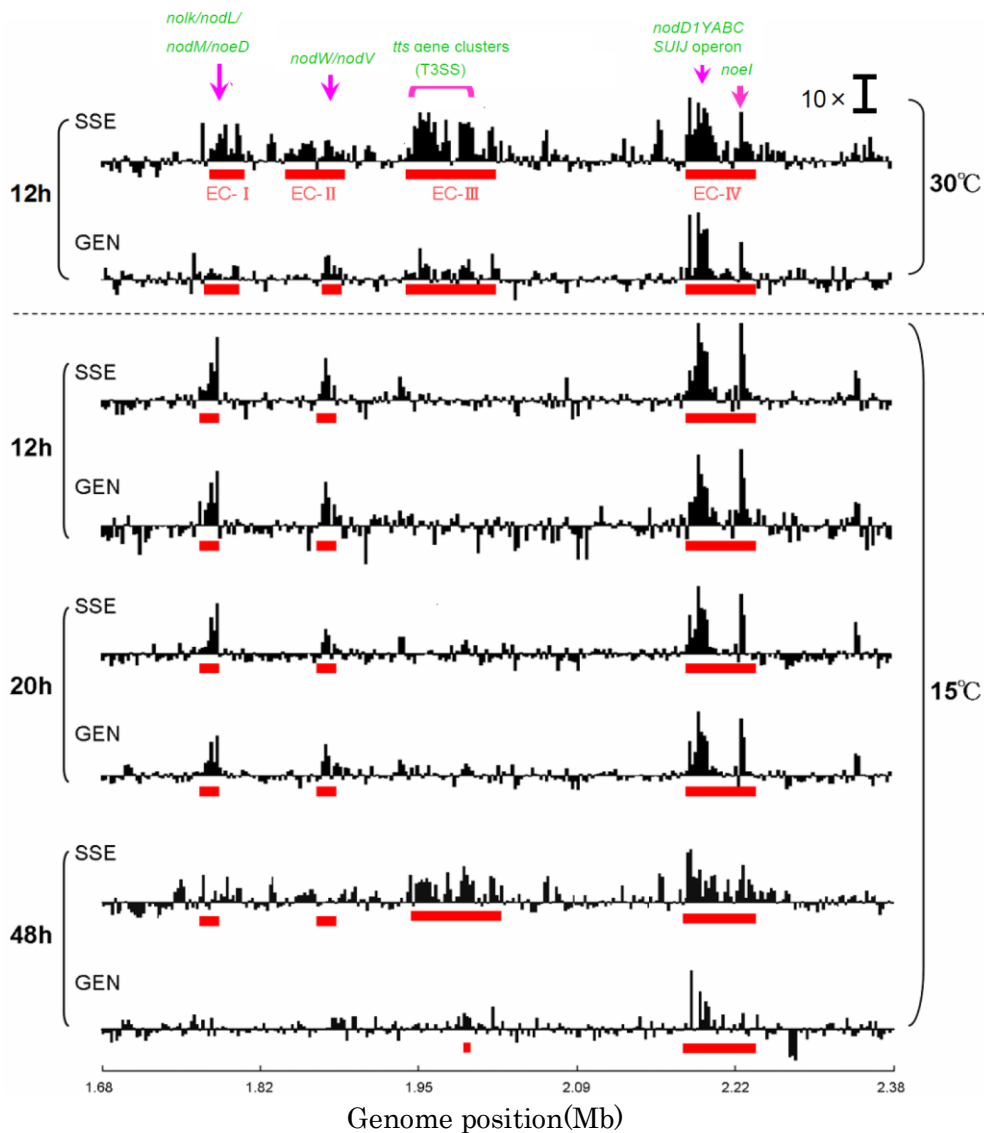 nolk/nodL/
nodM/noeD
nodW/nodV
tts gene clusters
(T3SS)
nodD1YABC
SUIJ operon
noeI
10 ×
SSE
12h
EC- I
EC-II
EC-III
EC-IV
30℃
GEN
SSE
12h
GEN
SSE
20h
15℃
GEN
SSE
48h
GEN
1.68
1.82
1.95
2.09
2.22
2.38
Genome position(Mb)